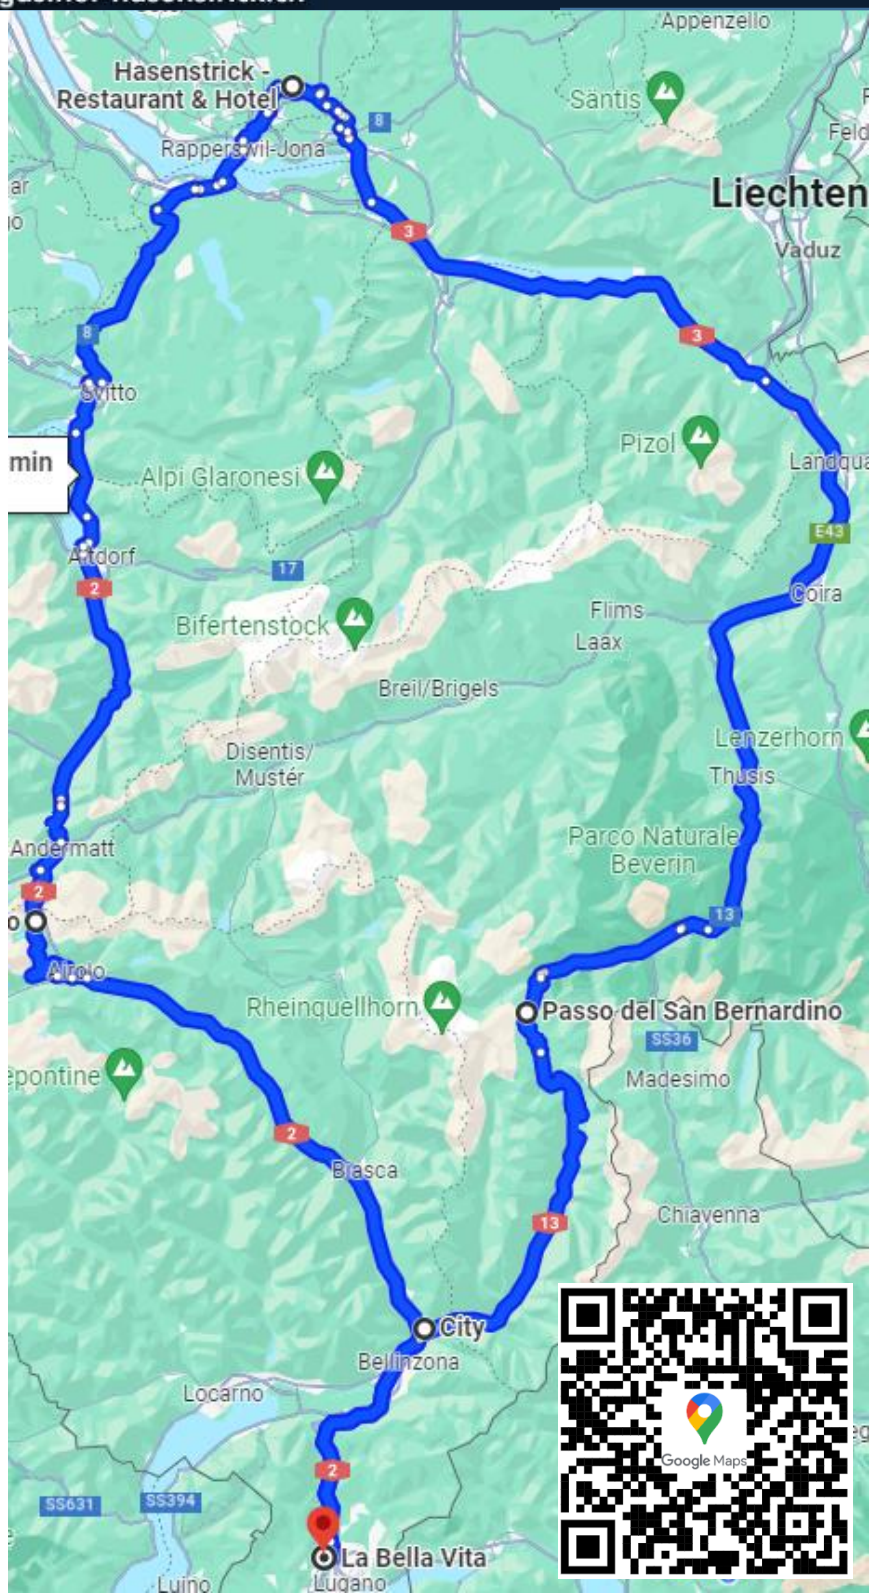 Appenzello
Hasenstrick -
Restaurant & Hotel
Säntis
8
Feld
Rapperswil-Jona
Liechten
3
Vaduz
8
3
Svitto
min
Alpi Glaronesi
Pizol
Landqua
E43
Altdorf
17
2
Coira
Flims
Bifertenstock
Laax
Breil/Brigels
Lenzerhorn
Disentis/
Mustér
Thusis
Andermatt
Parco Naturale
Beverin
2
13
o
Airolo
Rheinquellhorn
Passo del San Bernardino
SS36
epontine
Madesimo
2
Biasca
13
Chiavenna
City
Bellinzona
Locarno
Google Maps
2
SS631
SS394
La Bella Vita
Luino
Lugano